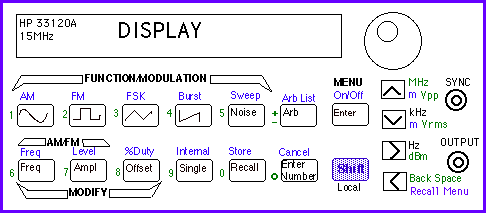 HP 33120A
15MHz
DISPLAY
FUNCTION/MODULATION
AM FM FSK Burst Sweep Arb List
MENU
On/Off
1 2 3 4 5 Noise + - Arb Enter
MHz
m Vpp
SYNC
kHz
m Vrms
AM/FM
Freq Level %Duty Internal Store Cancel
6 Freq 7 Ampl 8 Offset 9 Single 0 Recall Enter Number
Shift
Local
Hz
dBm
OUTPUT
Back Space
Recall Menu
MODIFY